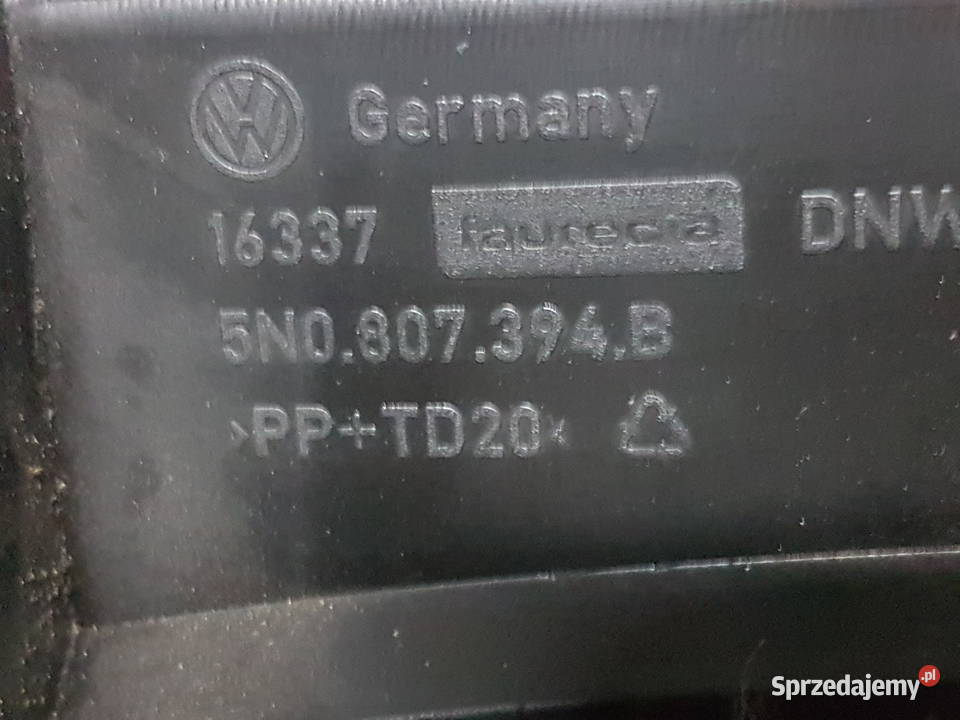 VW Germany
16337 faurecia DNW
5N0.807.394.B
>PP+TD20<
Sprzedajemy.pl